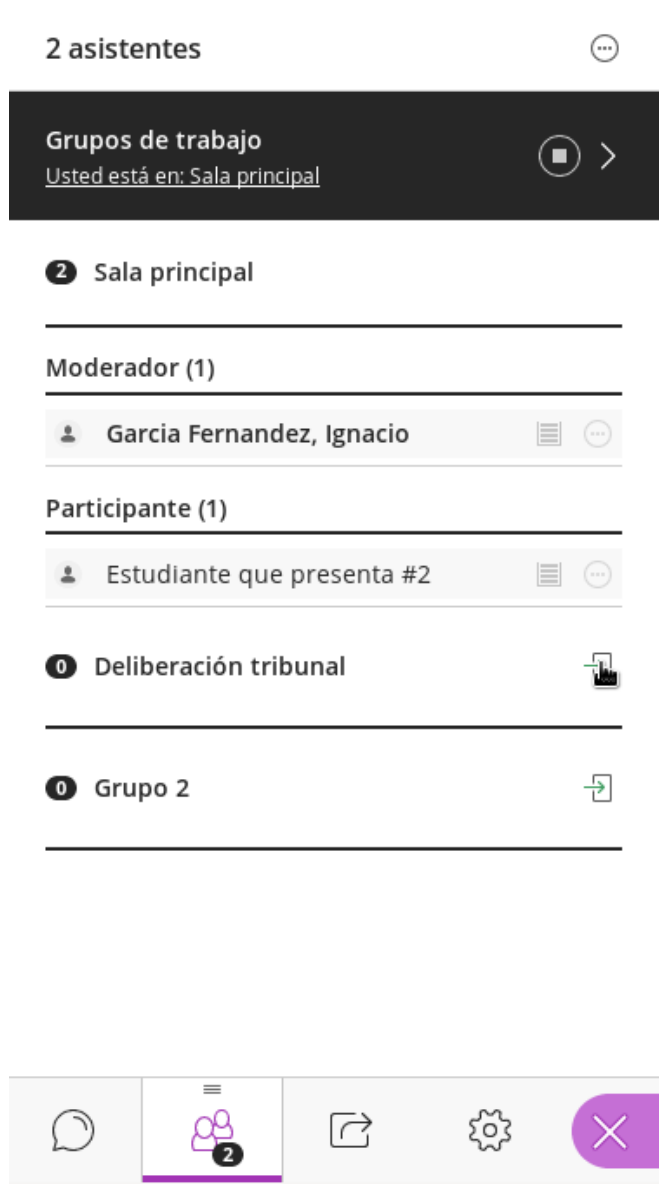 2 asistentes
Grupos de trabajo
Usted está en: Sala principal
2 Sala principal
Moderador (1)
Garcia Fernandez, Ignacio
Participante (1)
Estudiante que presenta #2
0 Deliberación tribunal
0 Grupo 2
2